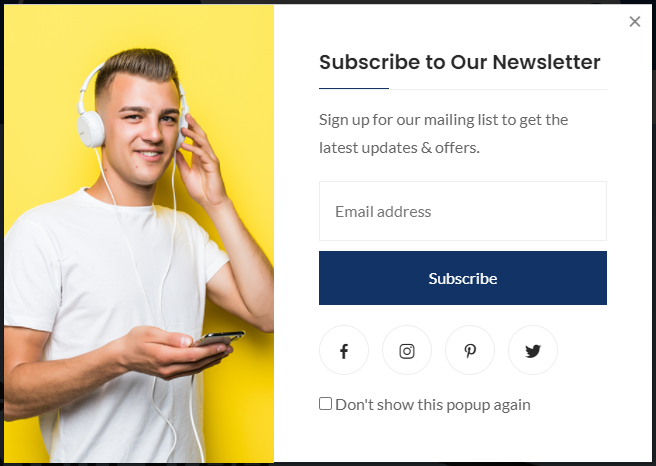 Subscribe to Our Newsletter
Sign up for our mailing list to get the
latest updates & offers.
Email address
Subscribe
Don't show this popup again